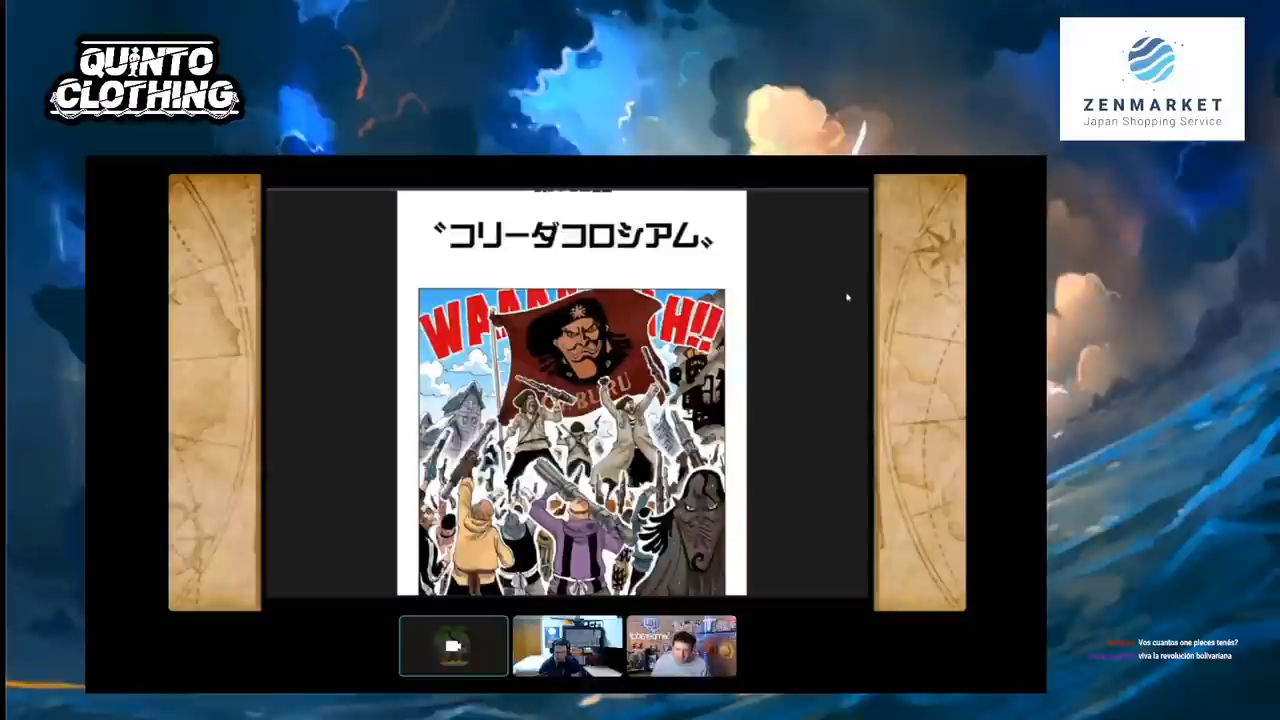 QUINTO
CLOTHING
ZENMARKET
Japan Shopping Service
〝コリーダコロシアム〟
Vos cuantos one pieces tenés?
viva la revolución bolivariana